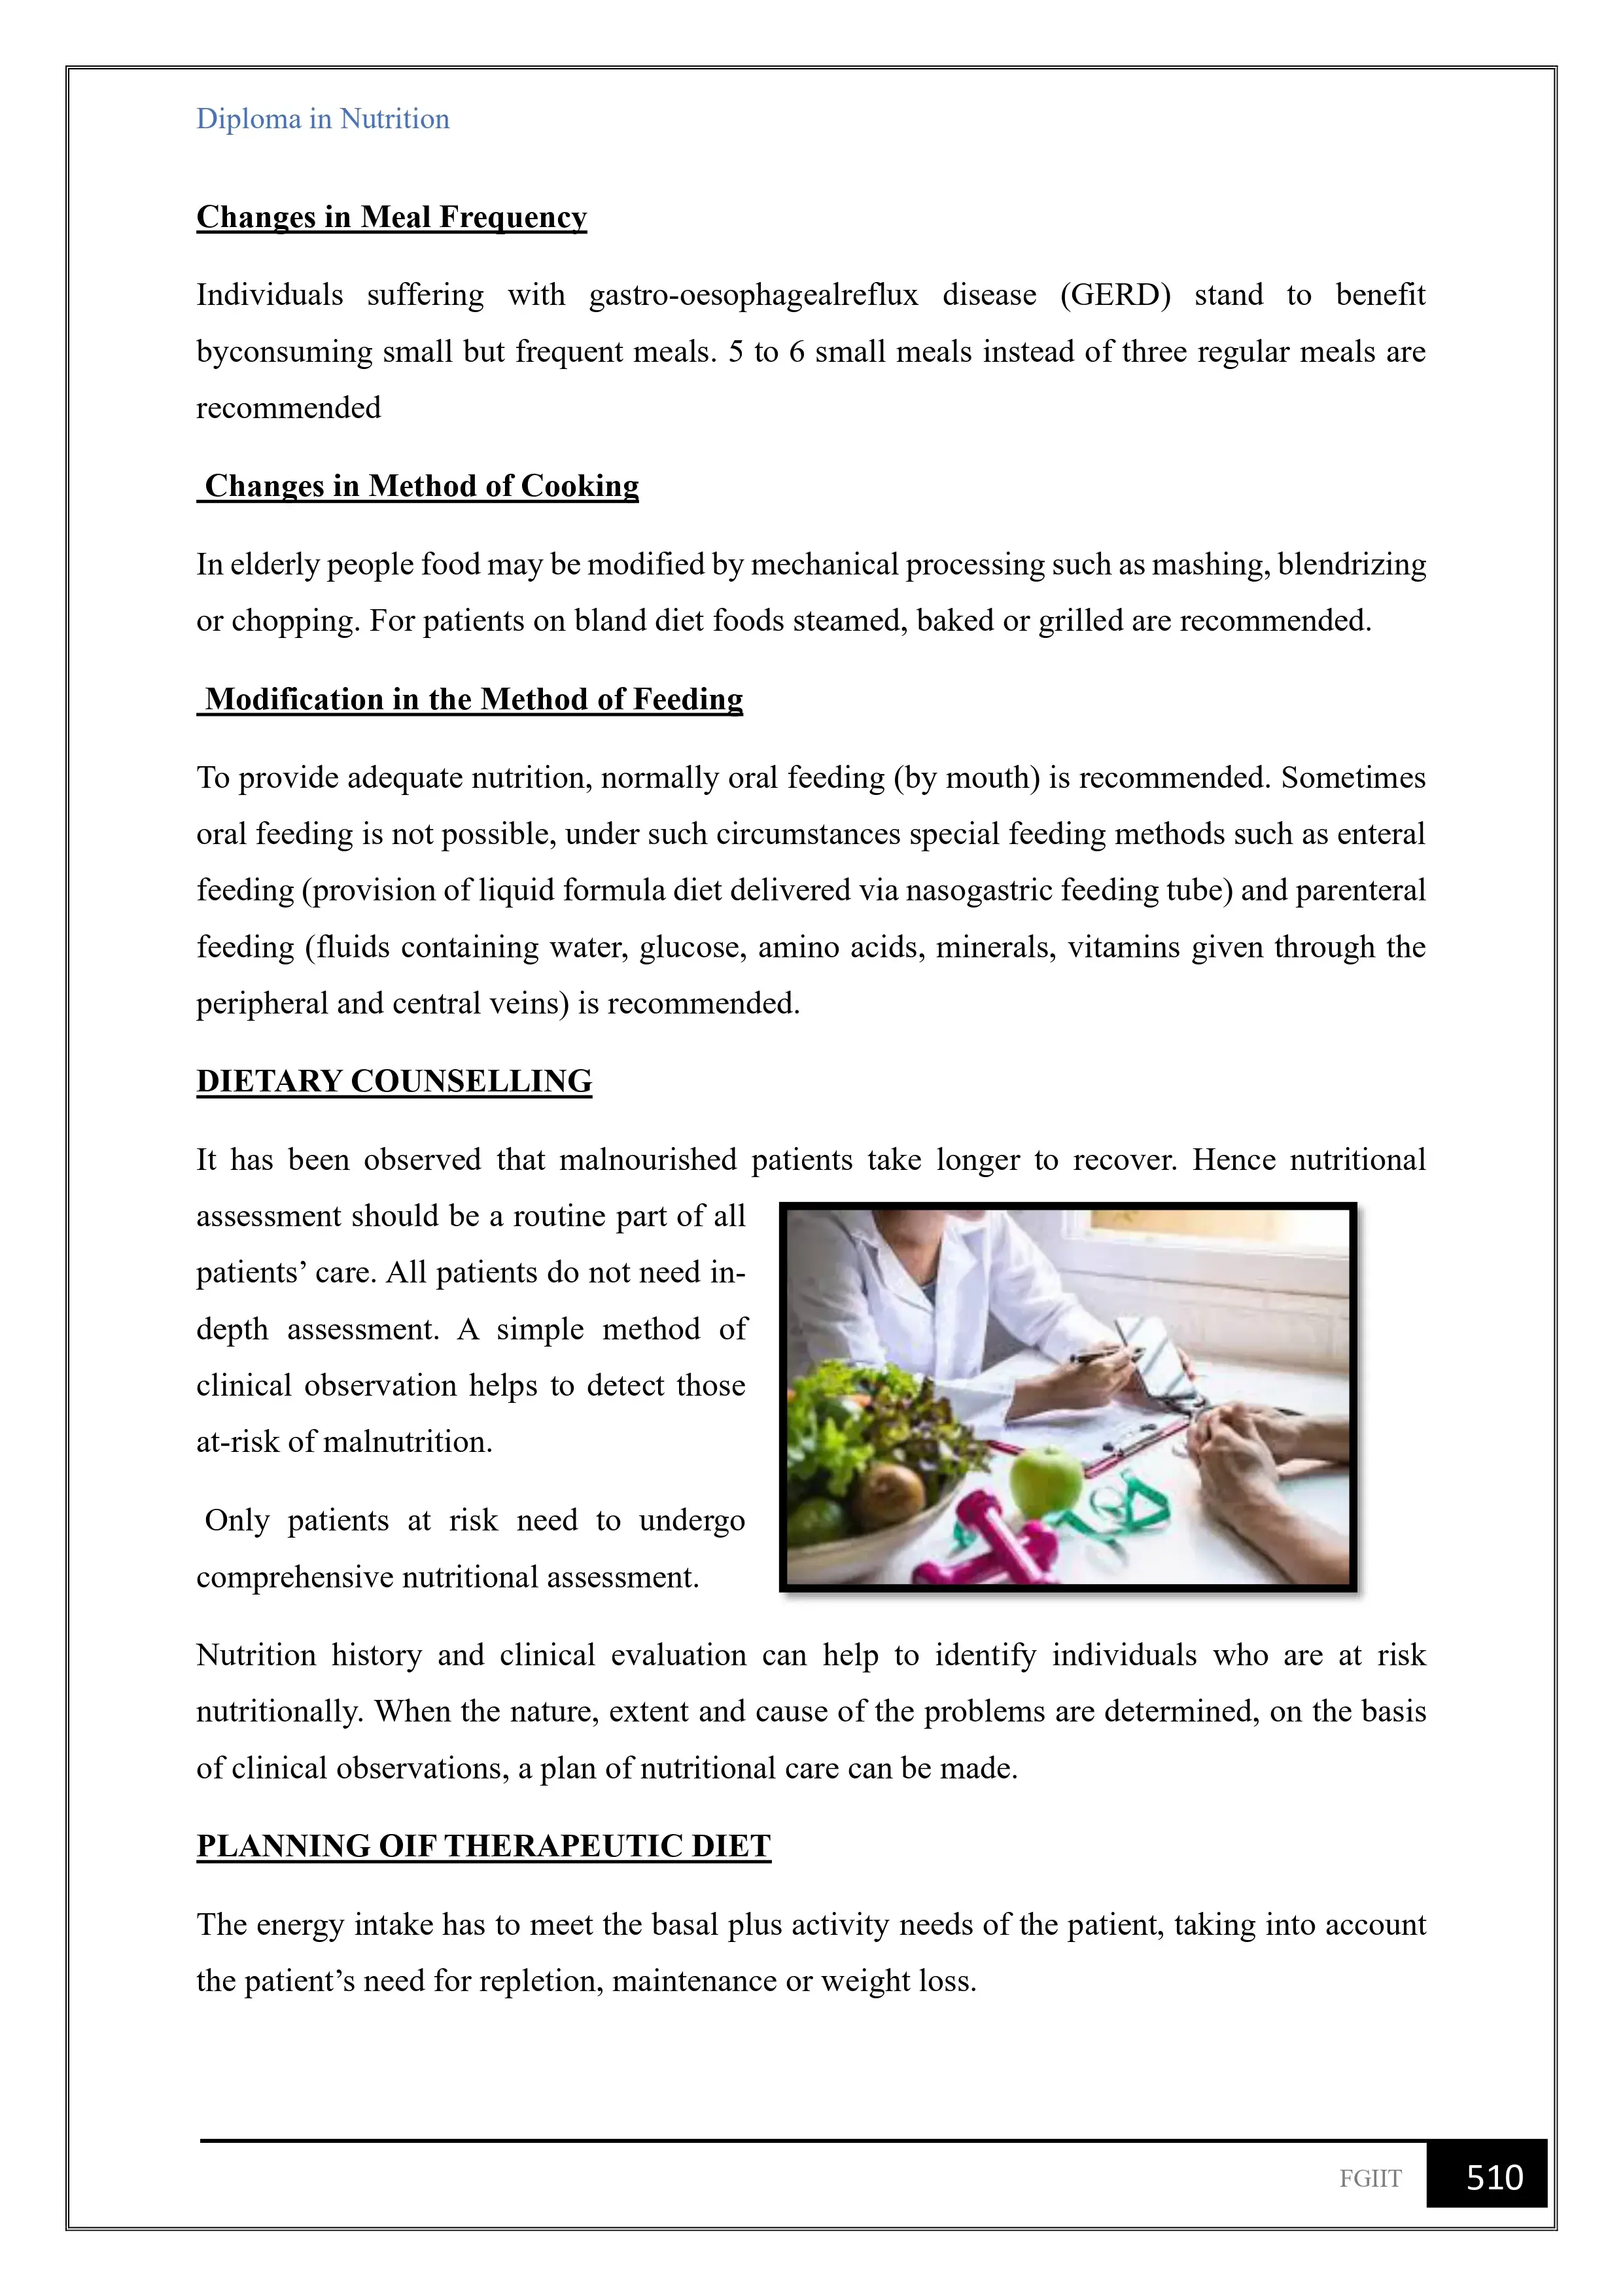 Diploma in Nutrition
Changes in Meal Frequency
Individuals suffering with gastro-oesophagealreflux disease (GERD) stand to benefit
byconsuming small but frequent meals. 5 to 6 small meals instead of three regular meals are
recommended
Changes in Method of Cooking
In elderly people food may be modified by mechanical processing such as mashing, blendrizing
or chopping. For patients on bland diet foods steamed, baked or grilled are recommended.
Modification in the Method of Feeding
To provide adequate nutrition, normally oral feeding (by mouth) is recommended. Sometimes
oral feeding is not possible, under such circumstances special feeding methods such as enteral
feeding (provision of liquid formula diet delivered via nasogastric feeding tube) and parenteral
feeding (fluids containing water, glucose, amino acids, minerals, vitamins given through the
peripheral and central veins) is recommended.
DIETARY COUNSELLING
It has been observed that malnourished patients take longer to recover. Hence nutritional
assessment should be a routine part of all
patients’ care. All patients do not need in-
depth assessment. A simple method of
clinical observation helps to detect those
at-risk of malnutrition.
Only patients at risk need to undergo
comprehensive nutritional assessment.
Nutrition history and clinical evaluation can help to identify individuals who are at risk
nutritionally. When the nature, extent and cause of the problems are determined, on the basis
of clinical observations, a plan of nutritional care can be made.
PLANNING OIF THERAPEUTIC DIET
The energy intake has to meet the basal plus activity needs of the patient, taking into account
the patient’s need for repletion, maintenance or weight loss.
FGIIT 510